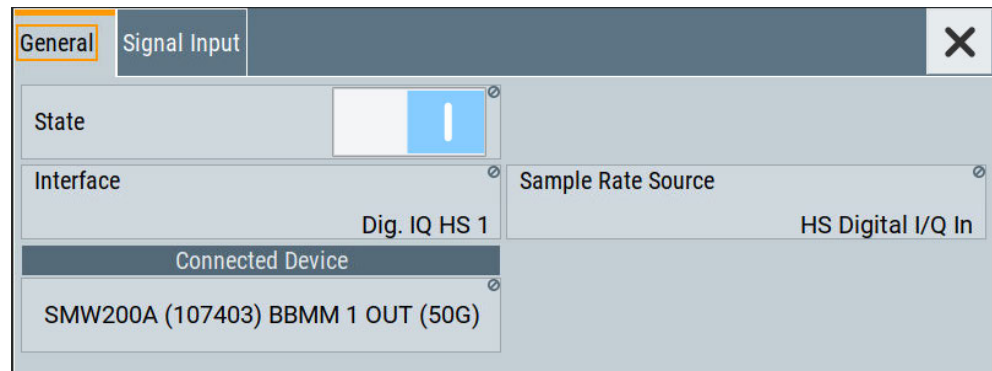 General
Signal Input
State
Interface
Dig. IQ HS 1
Sample Rate Source
HS Digital I/Q In
Connected Device
SMW200A (107403) BBMM 1 OUT (50G)